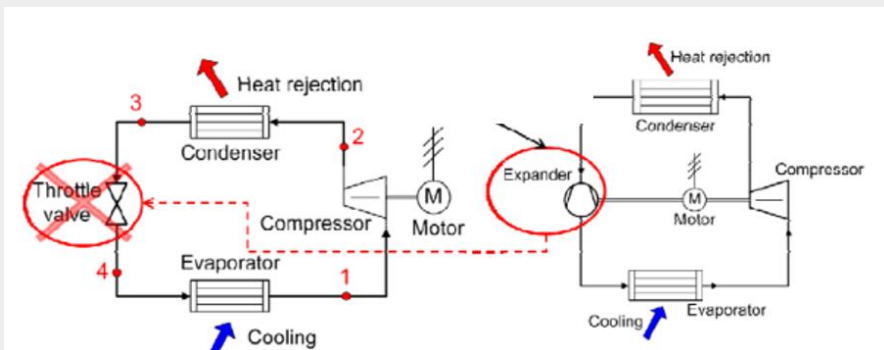 Heat rejection
3
2
Condenser
Throttle
valve
Compressor
M
Motor
Evaporator
4
1
Cooling
Heat rejection
Condenser
Expander
Compressor
M
Motor
Cooling
Evaporator